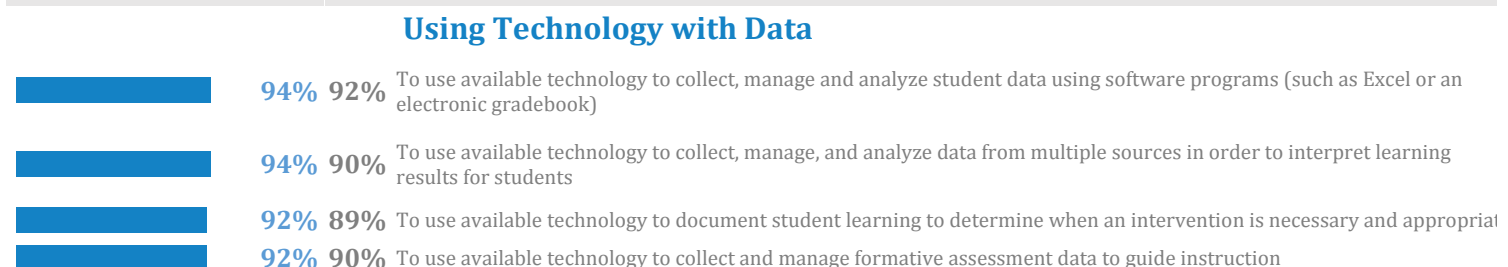 Using Technology with Data
94% 92% To use available technology to collect, manage and analyze student data using software programs (such as Excel or an
electronic gradebook)
94% 90% To use available technology to collect, manage, and analyze data from multiple sources in order to interpret learning
results for students
92% 89% To use available technology to document student learning to determine when an intervention is necessary and appropriat
92% 90% To use available technology to collect and manage formative assessment data to guide instruction